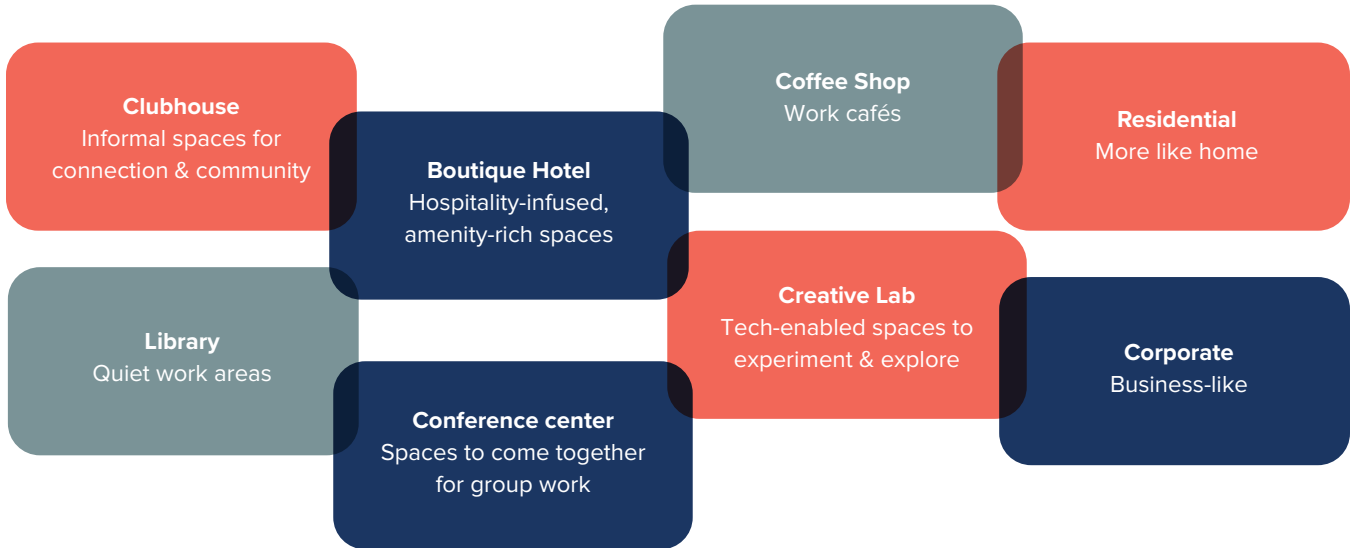 Clubhouse
Informal spaces for
connection & community
Boutique Hotel
Hospitality-infused,
amenity-rich spaces
Coffee Shop
Work cafés
Residential
More like home
Library
Quiet work areas
Conference center
Spaces to come together
for group work
Creative Lab
Tech-enabled spaces to
experiment & explore
Corporate
Business-like